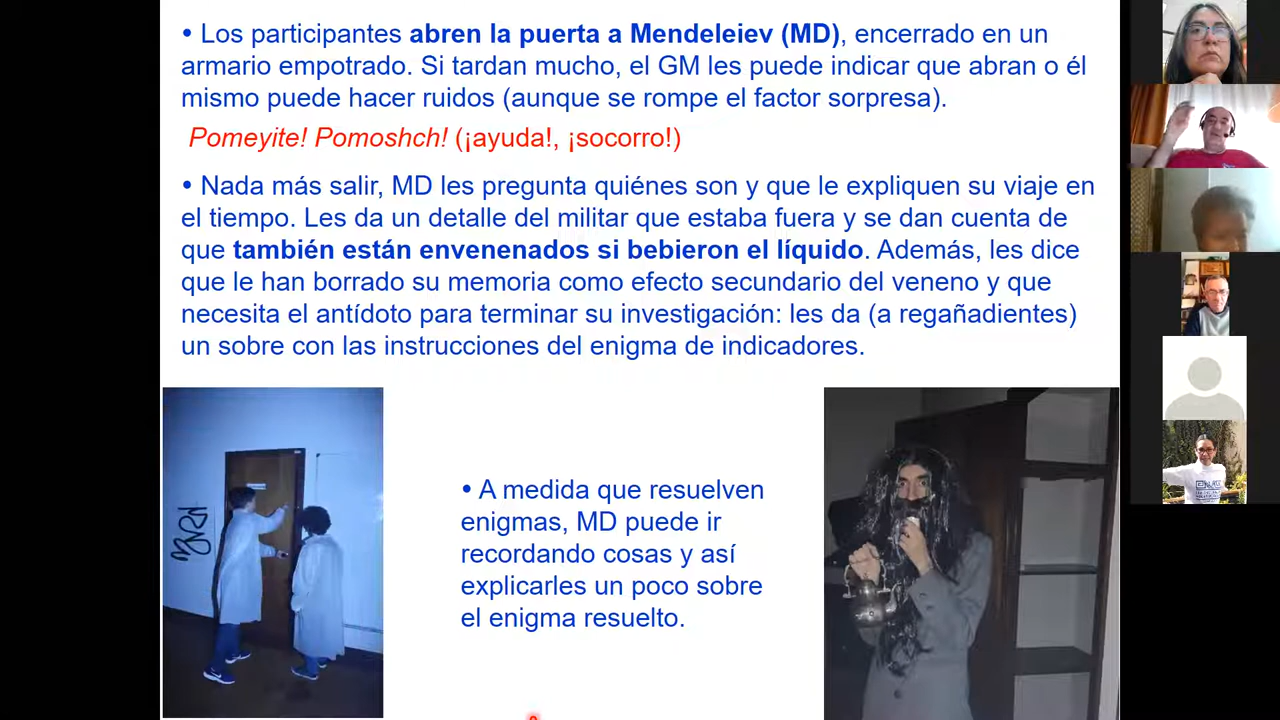 • Los participantes abren la puerta a Mendeleiev (MD), encerrado en un
armario empotrado. Si tardan mucho, el GM les puede indicar que abran o él
mismo puede hacer ruidos (aunque se rompe el factor sorpresa).
Pomeyite! Pomoshch! (¡ayuda!, ¡socorro!)
• Nada más salir, MD les pregunta quiénes son y que le expliquen su viaje en
el tiempo. Les da un detalle del militar que estaba fuera y se dan cuenta de
que también están envenenados si bebieron el líquido. Además, les dice
que le han borrado su memoria como efecto secundario del veneno y que
necesita el antídoto para terminar su investigación: les da (a regañadientes)
un sobre con las instrucciones del enigma de indicadores.
• A medida que resuelven
enigmas, MD puede ir
recordando cosas y así
explicarles un poco sobre
el enigma resuelto.